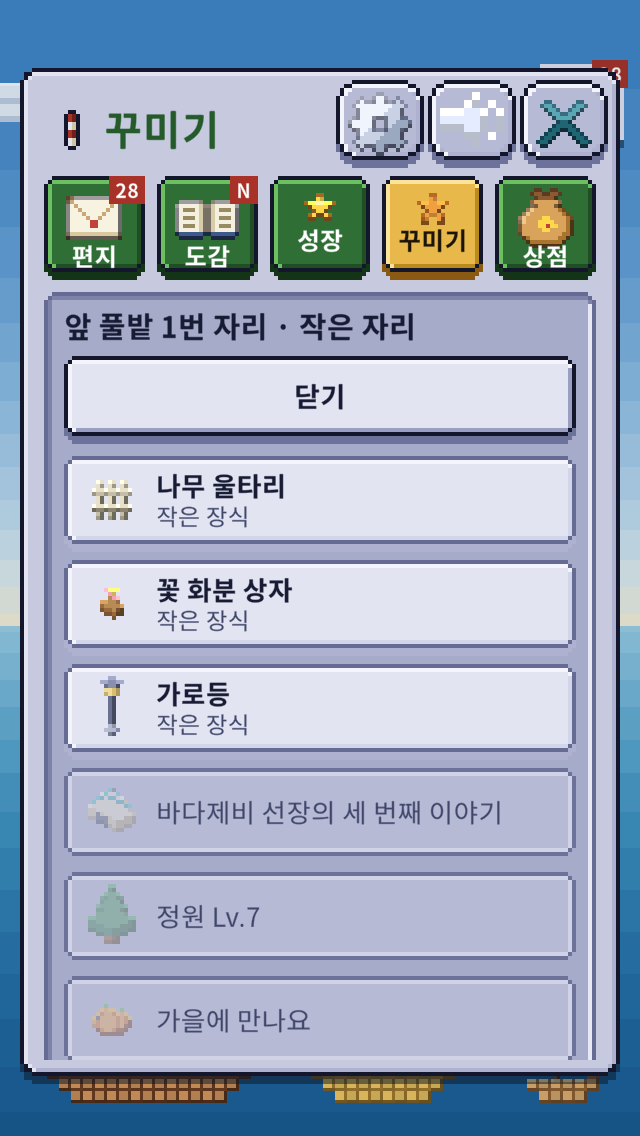 꾸미기
28
N
편지
도감
성장
꾸미기
상점
앞 풀밭 1번 자리 · 작은 자리
닫기
나무 울타리
작은 장식
꽃 화분 상자
작은 장식
가로등
작은 장식
바다제비 선장의 세 번째 이야기
정원 Lv.7
가을에 만나요